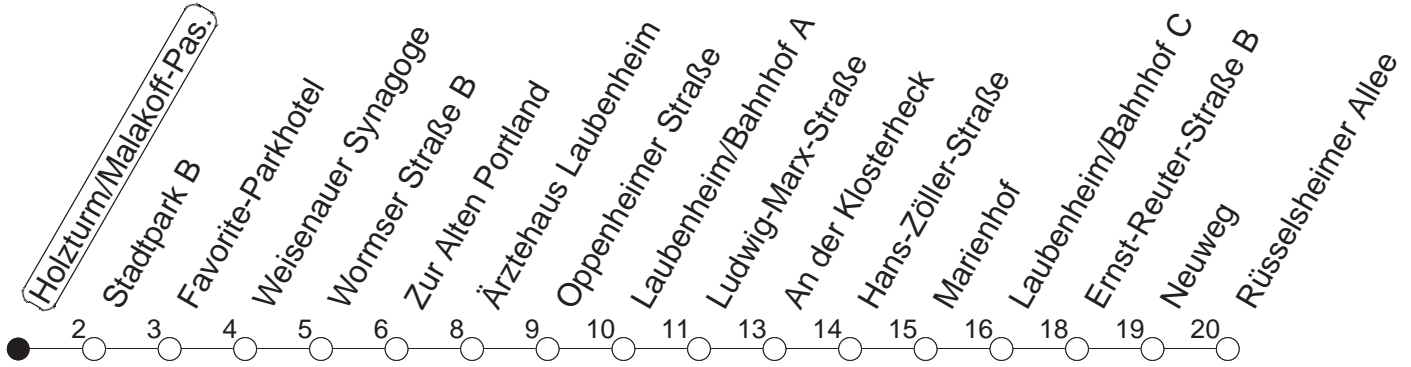 Holzturm/Malakoff-Pas.
Stadtpark B
Favorite-Parkhotel
Weisenauer Synagoge
Wormser Straße B
Zur Alten Portland
Ärztehaus Laubenheim
Oppenheimer Straße
Laubenheim/Bahnhof A
Ludwig-Marx-Straße
An der Klosterheck
Hans-Zöller-Straße
Marienhof
Laubenheim/Bahnhof C
Ernst-Reuter-Straße B
Neuweg
Rüsselsheimer Allee
2 3 4 5 6 8 9 10 11 13 14 15 16 18 19 20